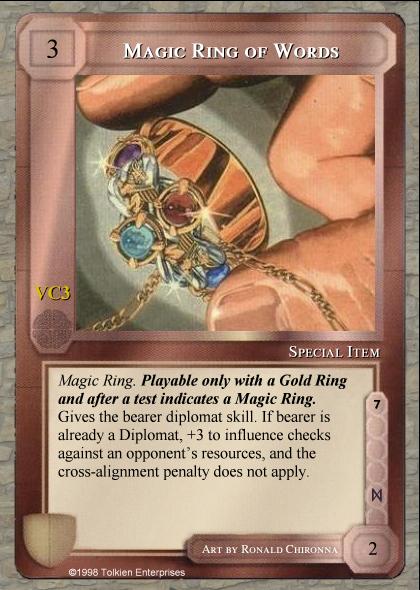 3
MAGIC RING OF WORDS
VC3
SPECIAL ITEM
Magic Ring. Playable only with a Gold Ring
and after a test indicates a Magic Ring.
Gives the bearer diplomat skill. If bearer is
already a Diplomat, +3 to influence checks
against an opponent's resources, and the
cross-alignment penalty does not apply.
7
ART BY RONALD CHIRONNA
2
©1998 Tolkien Enterprises